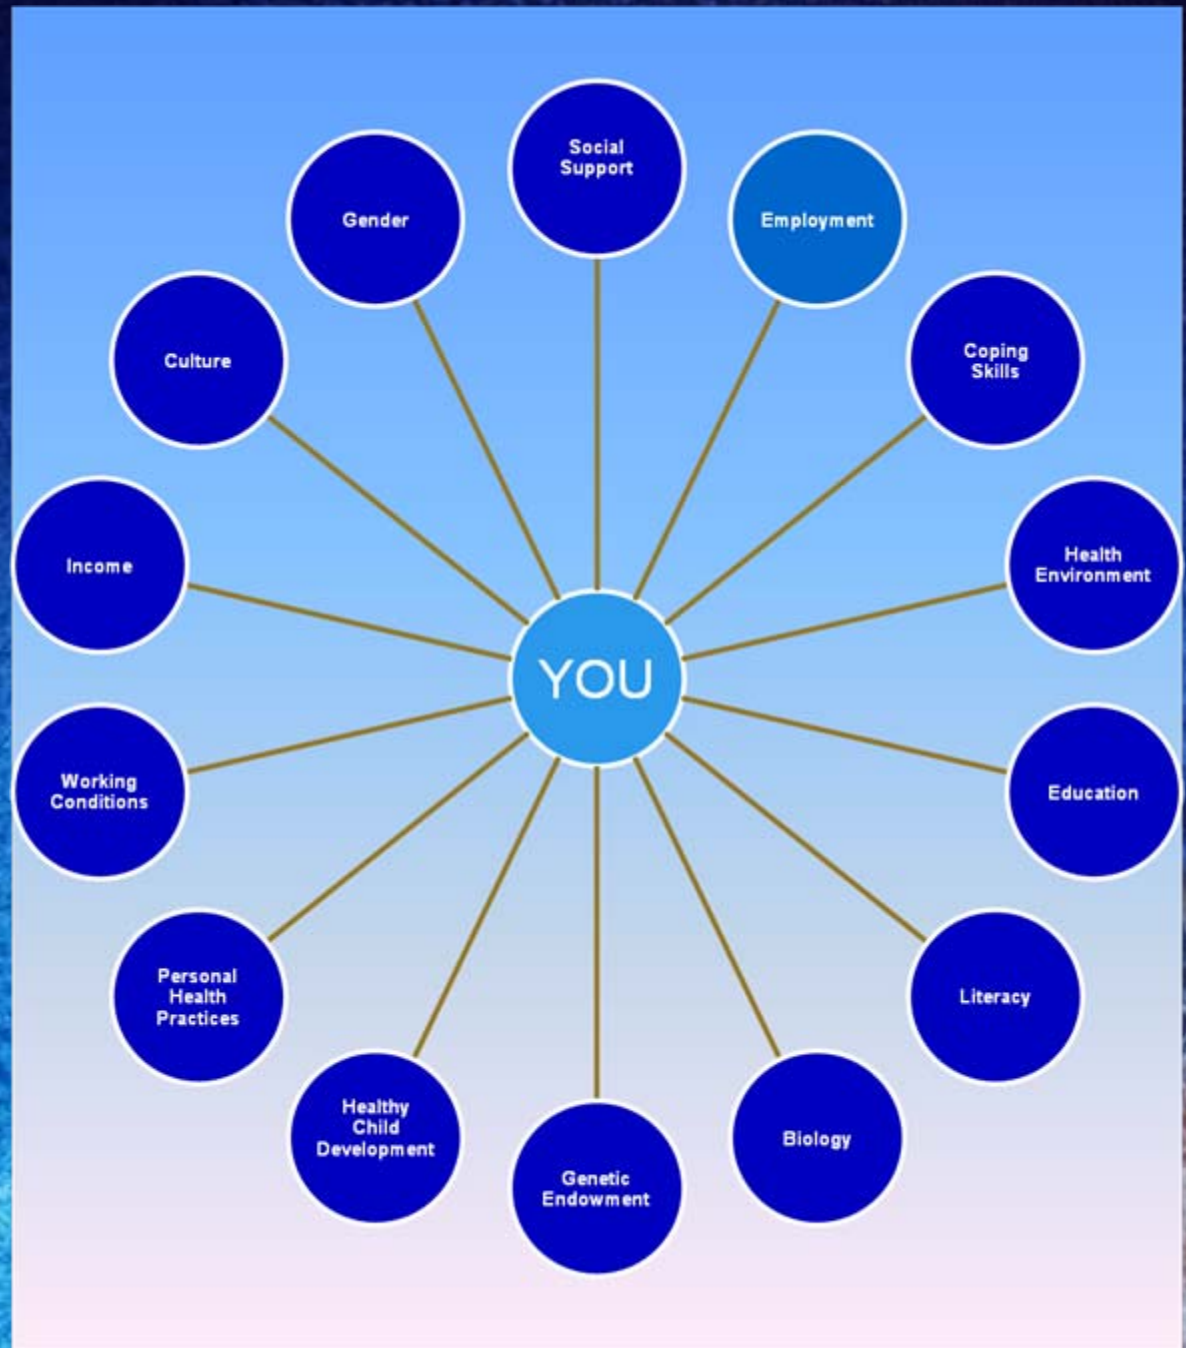 Social
Support
Employment
Coping
Skills
Health
Environment
Education
Literacy
Biology
Genetic
Endowment
Healthy
Child
Development
Personal
Health
Practices
Working
Conditions
Income
Culture
Gender
YOU